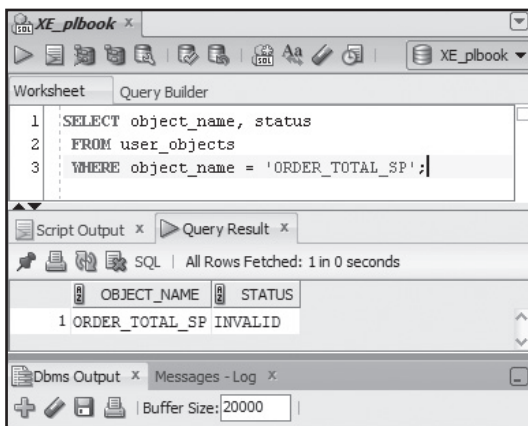 XE_plbook ×
SQL XE_plbook
Worksheet Query Builder
1 SELECT object_name, status
2 FROM user_objects
3 WHERE object_name = 'ORDER_TOTAL_SP';
Script Output × Query Result ×
SQL | All Rows Fetched: 1 in 0 seconds
OBJECT_NAME STATUS
1 ORDER_TOTAL_SP INVALID
Dbms Output × Messages - Log ×
Buffer Size: 20000